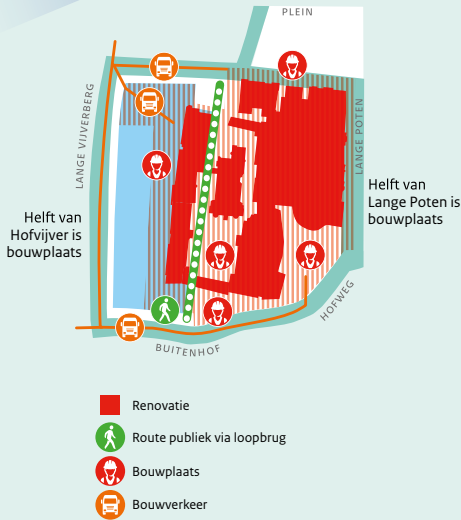 PLEIN
LANGE VIJVERBERG
LANGE POTEN
Helft van
Lange Poten is
bouwplaats
Helft van
Hofvijver is
bouwplaats
HOFWEG
BUITENHOF
Renovatie
Route publiek via loopbrug
Bouwplaats
Bouwverkeer